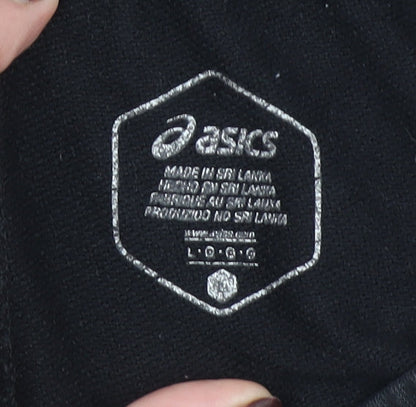 asics
MADE IN SRI LANKA
HECHO EN SRI LANKA
FABRIQUE AU SRI LANKA
PRODUZIDO NO SRI LANKA
www.asics.com